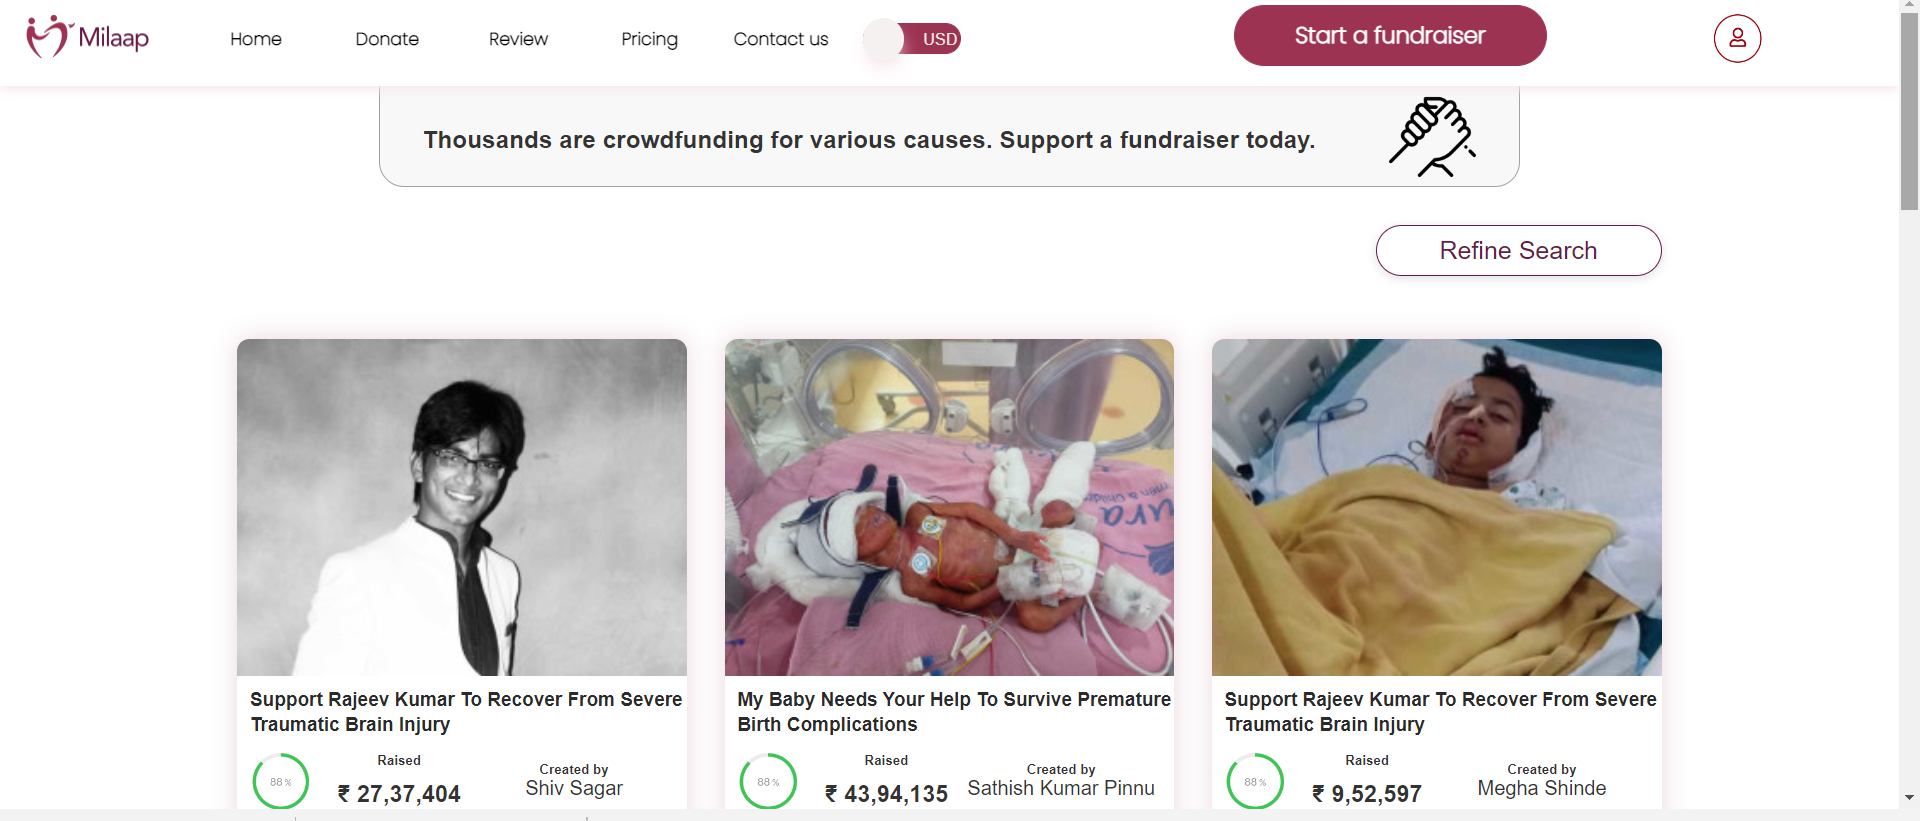 Milaap
Home
Donate
Review
Pricing
Contact us
USD
Start a fundraiser
Thousands are crowdfunding for various causes. Support a fundraiser today.
Refine Search
Support Rajeev Kumar To Recover From Severe
Traumatic Brain Injury
88 %
Raised
₹ 27,37,404
Created by
Shiv Sagar
My Baby Needs Your Help To Survive Premature
Birth Complications
88 %
Raised
₹ 43,94,135
Created by
Sathish Kumar Pinnu
Support Rajeev Kumar To Recover From Severe
Traumatic Brain Injury
88 %
Raised
₹ 9,52,597
Created by
Megha Shinde